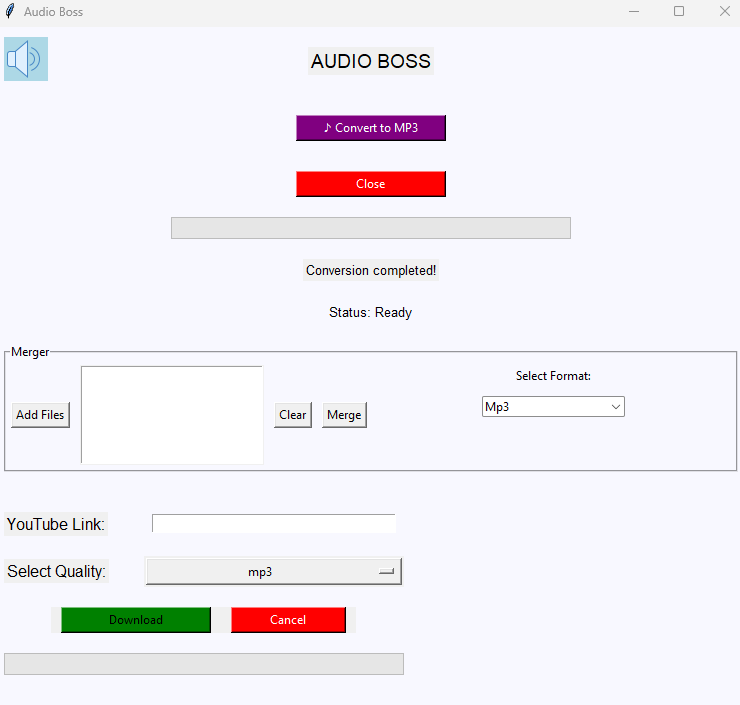 Audio Boss
AUDIO BOSS
♪ Convert to MP3
Close
Conversion completed!
Status: Ready
Merger
Select Format:
Add Files
Clear
Merge
Mp3
YouTube Link:
Select Quality:
mp3
Download
Cancel